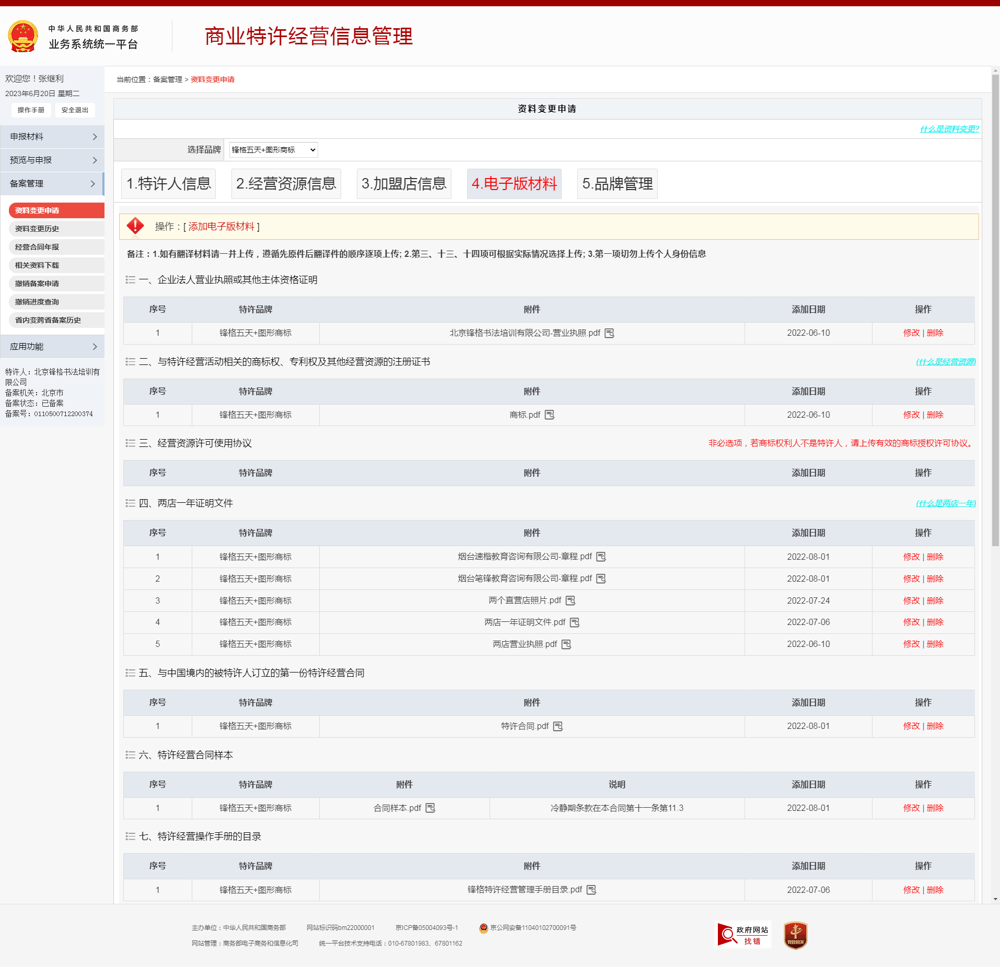 中华人民共和国商务部
业务系统统一平台
商业特许经营信息管理
欢迎您！张继利
2023年6月20日 星期二
操作手册 安全退出
申报材料
预览与申报
备案管理
资料变更申请
资料变更历史
经营合同年报
相关资料下载
撤销备案申请
撤销进度查询
省内变跨省备案历史
应用功能
特许人：北京锋格书法培训有
限公司
备案机关：北京市
备案状态：已备案
备案号：0110500712200374
当前位置：备案管理 > 资料变更申请
资料变更申请
什么是资料变更?
选择品牌 锋格五天+图形商标
1.特许人信息 2.经营资源信息 3.加盟店信息 4.电子版材料 5.品牌管理
操作：[ 添加电子版材料 ]
备注：1.如有翻译材料请一并上传，遵循先原件后翻译件的顺序逐项上传; 2.第三、十三、十四项可根据实际情况选择上传; 3.第一项切勿上传个人身份信息
一、企业法人营业执照或其他主体资格证明
序号 特许品牌 附件 添加日期 操作
1 锋格五天+图形商标 北京锋格书法培训有限公司-营业执照.pdf 2022-06-10 修改 | 删除
二、与特许经营活动相关的商标权、专利权及其他经营资源的注册证书 (什么是经营资源)
序号 特许品牌 附件 添加日期 操作
1 锋格五天+图形商标 商标.pdf 2022-06-10 修改 | 删除
三、经营资源许可使用协议 非必选项，若商标权利人不是特许人，请上传有效的商标授权许可协议。
序号 特许品牌 附件 添加日期 操作
四、两店一年证明文件 (什么是两店一年)
序号 特许品牌 附件 添加日期 操作
1 锋格五天+图形商标 烟台速楷教育咨询有限公司-章程.pdf 2022-08-01 修改 | 删除
2 锋格五天+图形商标 烟台笔锋教育咨询有限公司-章程.pdf 2022-08-01 修改 | 删除
3 锋格五天+图形商标 两个直营店照片.pdf 2022-07-24 修改 | 删除
4 锋格五天+图形商标 两店一年证明文件.pdf 2022-07-06 修改 | 删除
5 锋格五天+图形商标 两店营业执照.pdf 2022-06-10 修改 | 删除
五、与中国境内的被特许人订立的第一份特许经营合同
序号 特许品牌 附件 添加日期 操作
1 锋格五天+图形商标 特许合同.pdf 2022-08-01 修改 | 删除
六、特许经营合同样本
序号 特许品牌 附件 说明 添加日期 操作
1 锋格五天+图形商标 合同样本.pdf 冷静期条款在本合同第十一条第11.3 2022-08-01 修改 | 删除
七、特许经营操作手册的目录
序号 特许品牌 附件 添加日期 操作
1 锋格五天+图形商标 锋格特许经营管理手册目录.pdf 2022-07-06 修改 | 删除
主办单位：中华人民共和国商务部 网站标识码bm22000001 京ICP备05004093号-1 京公网安备11040102700091号
网站管理：商务部电子商务和信息化司 统一平台技术支持电话：010-67801983、67801162
政府网站
找错
党政机关